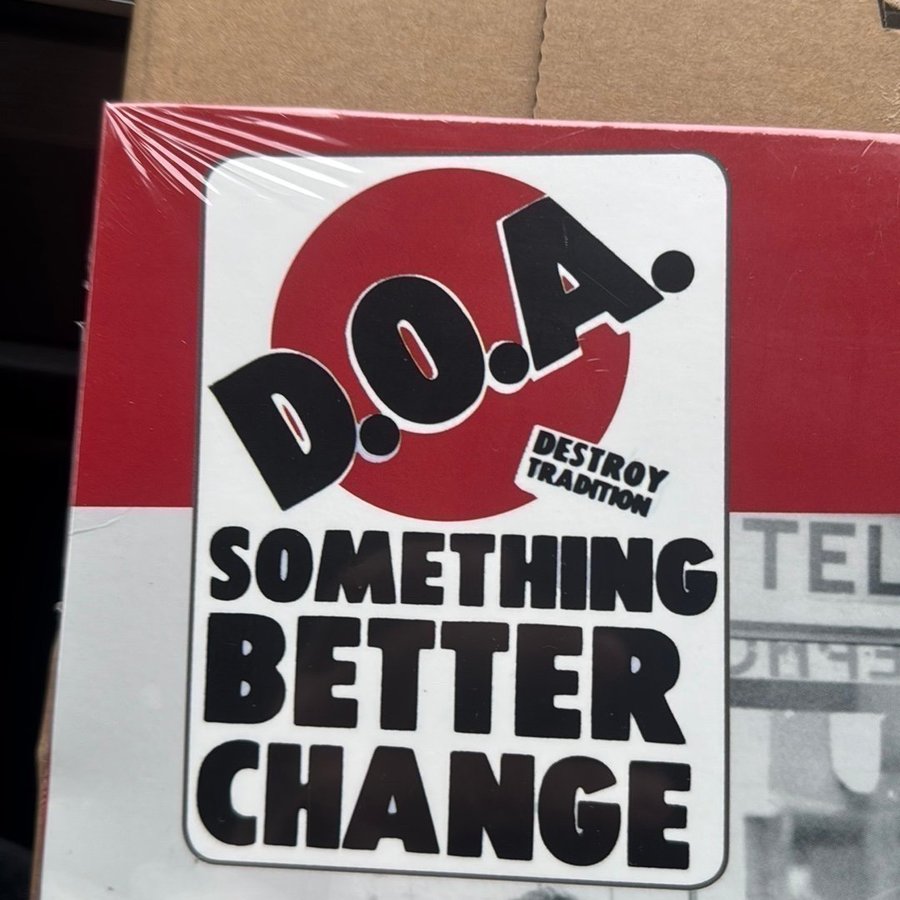 D.O.A.
DESTROY
TRADITION
SOMETHING
BETTER
CHANGE
TEL